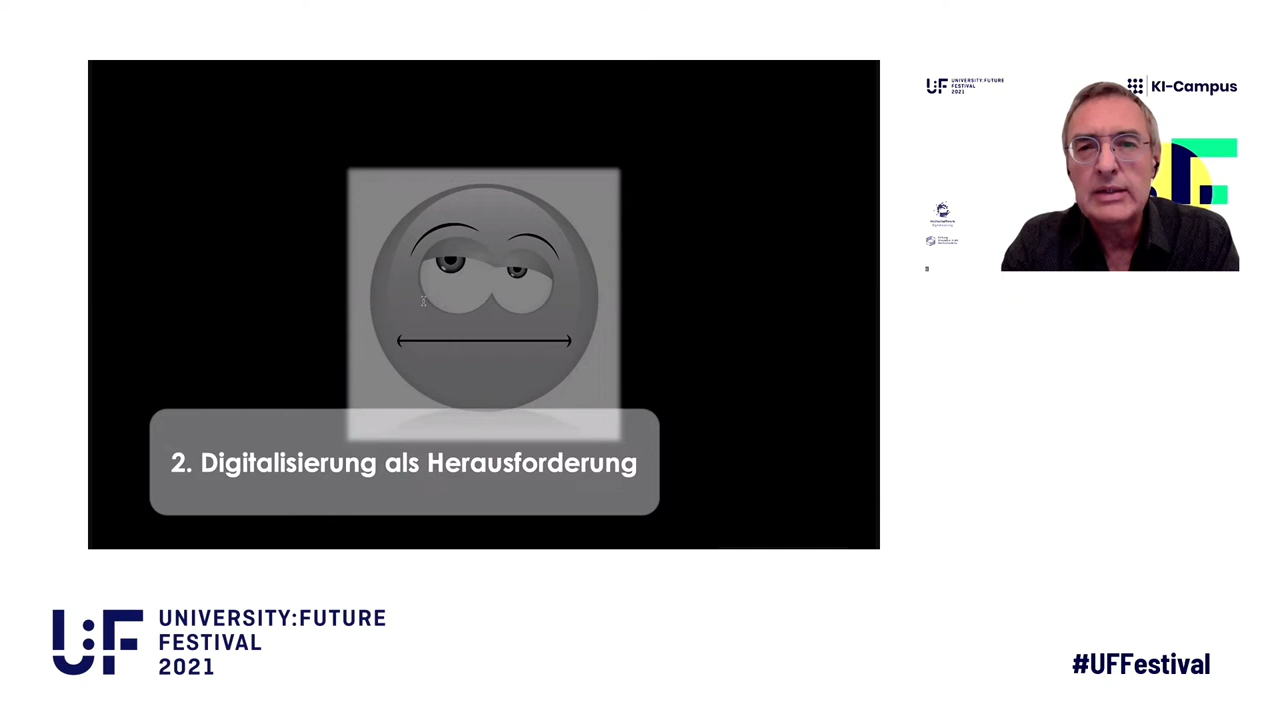 UNIVERSITY:FUTURE
FESTIVAL
2021
KI-Campus
2. Digitalisierung als Herausforderung
U:F
UNIVERSITY:FUTURE
FESTIVAL
2021
#UFFestival